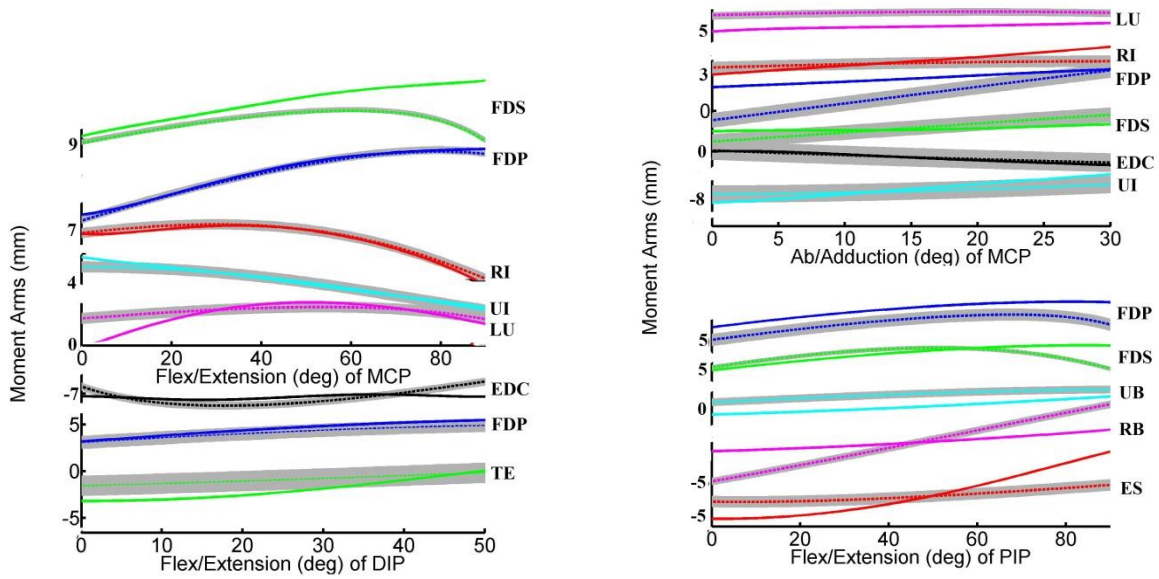 Moment Arms (mm)
9
7
4
0
FDS
FDP
RI
UI
LU
0 20 40 60 80
Flex/Extension (deg) of MCP
-7
5
0
-5
EDC
FDP
TE
0 10 20 30 40 50
Flex/Extension (deg) of DIP
Moment Arms (mm)
5
3
0
0
-8
LU
RI
FDP
FDS
EDC
UI
0 5 10 15 20 25 30
Ab/Adduction (deg) of MCP
5
5
0
-5
-5
FDP
FDS
UB
RB
ES
0 20 40 60 80
Flex/Extension (deg) of PIP